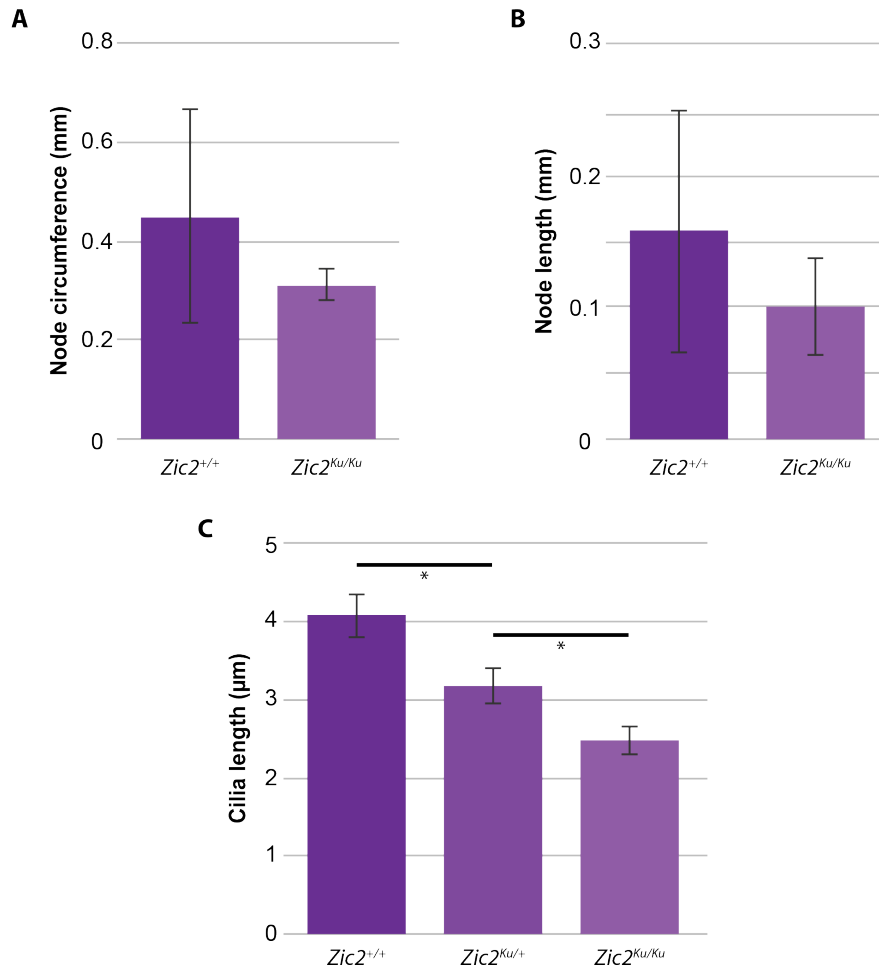 A
0.8
0.6
0.4
0.2
0
Node circumference (mm)
Zic2+/+
Zic2Ku/Ku
B
0.3
0.2
0.1
0
Node length (mm)
Zic2+/+
Zic2Ku/Ku
C
5
4
3
2
1
0
Cilia length (µm)
*
*
Zic2+/+
Zic2Ku/+
Zic2Ku/Ku